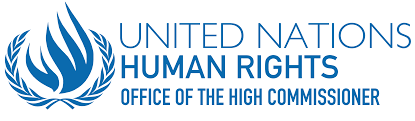 UNITED NATIONS
HUMAN RIGHTS
OFFICE OF THE HIGH COMMISSIONER